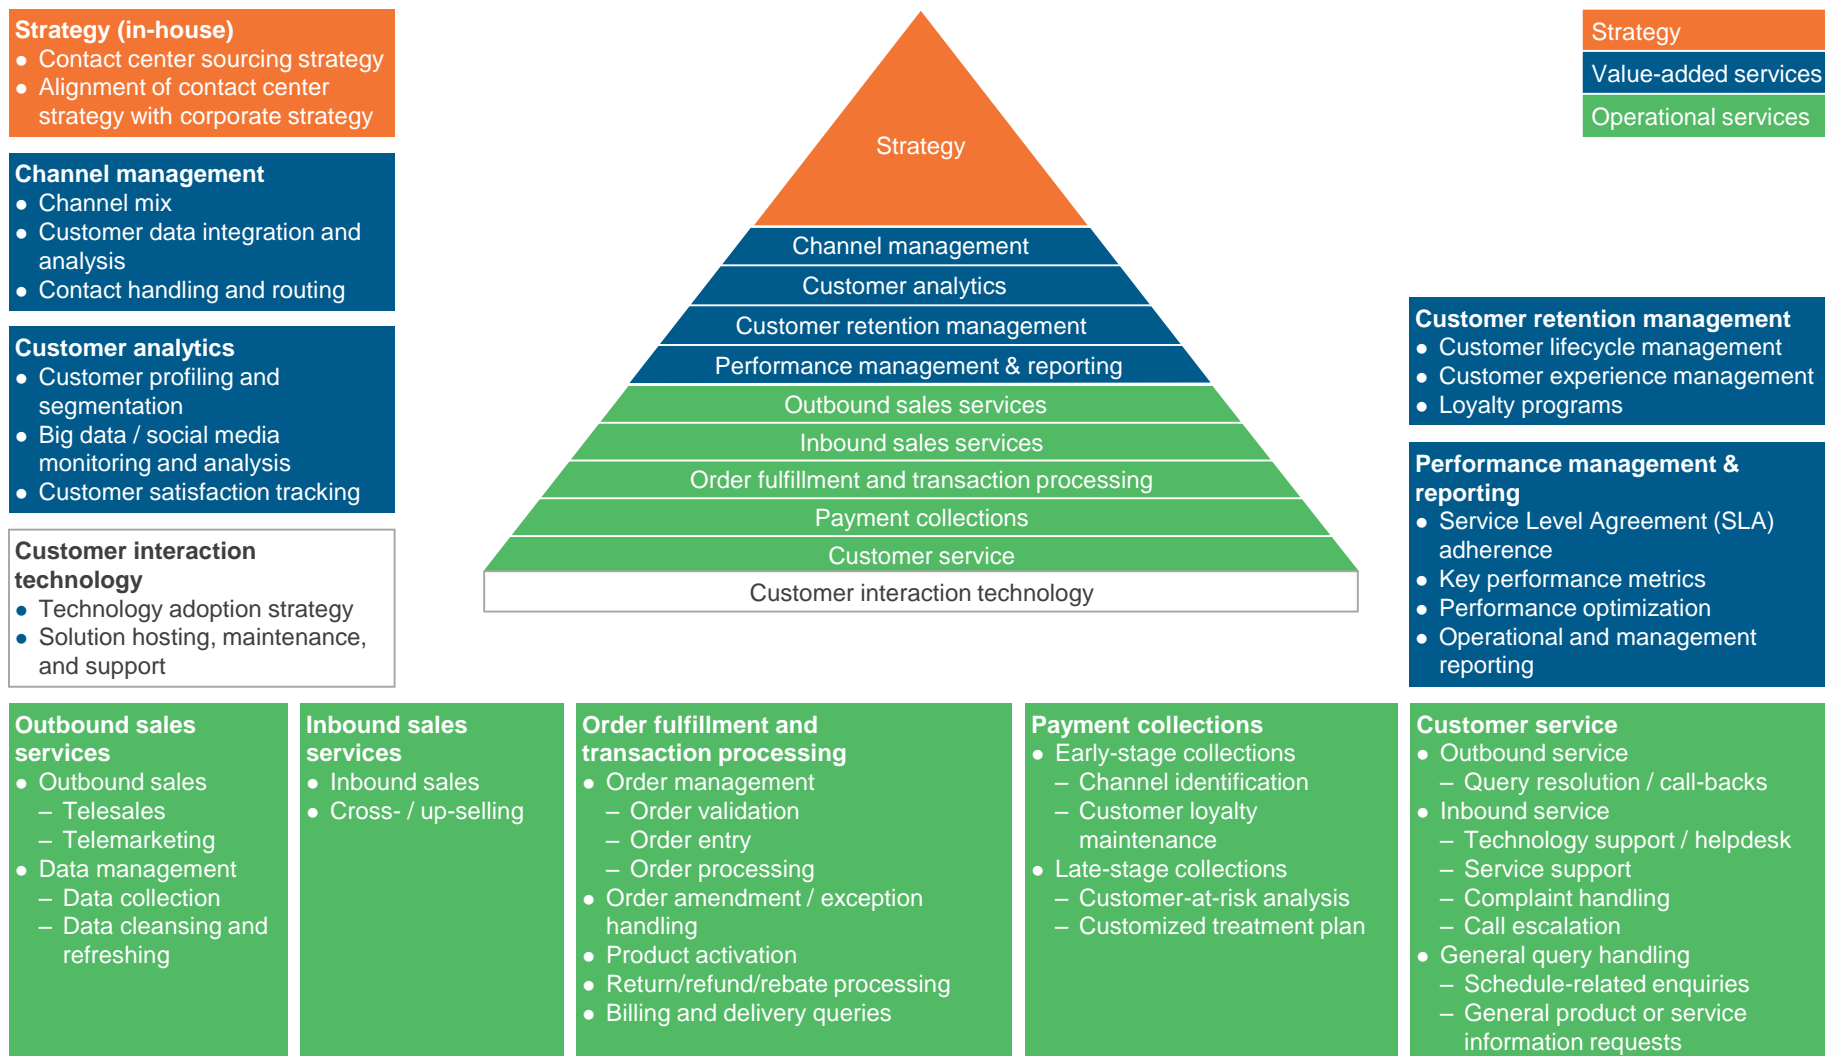 Strategy (in-house)
● Contact center sourcing strategy
● Alignment of contact center
strategy with corporate strategy
Channel management
● Channel mix
● Customer data integration and
analysis
● Contact handling and routing
Customer analytics
● Customer profiling and
segmentation
● Big data / social media
monitoring and analysis
● Customer satisfaction tracking
Customer interaction
technology
● Technology adoption strategy
● Solution hosting, maintenance,
and support
Strategy
Channel management
Customer analytics
Customer retention management
Performance management & reporting
Outbound sales services
Inbound sales services
Order fulfillment and transaction processing
Payment collections
Customer service
Customer interaction technology
Strategy
Value-added services
Operational services
Customer retention management
● Customer lifecycle management
● Customer experience management
● Loyalty programs
Performance management &
reporting
● Service Level Agreement (SLA)
adherence
● Key performance metrics
● Performance optimization
● Operational and management
reporting
Outbound sales
services
● Outbound sales
– Telesales
– Telemarketing
● Data management
– Data collection
– Data cleansing and
refreshing
Inbound sales
services
● Inbound sales
● Cross- / up-selling
Order fulfillment and
transaction processing
● Order management
– Order validation
– Order entry
– Order processing
● Order amendment / exception
handling
● Product activation
● Return/refund/rebate processing
● Billing and delivery queries
Payment collections
● Early-stage collections
– Channel identification
– Customer loyalty
maintenance
● Late-stage collections
– Customer-at-risk analysis
– Customized treatment plan
Customer service
● Outbound service
– Query resolution / call-backs
● Inbound service
– Technology support / helpdesk
– Service support
– Complaint handling
– Call escalation
● General query handling
– Schedule-related enquiries
– General product or service
information requests